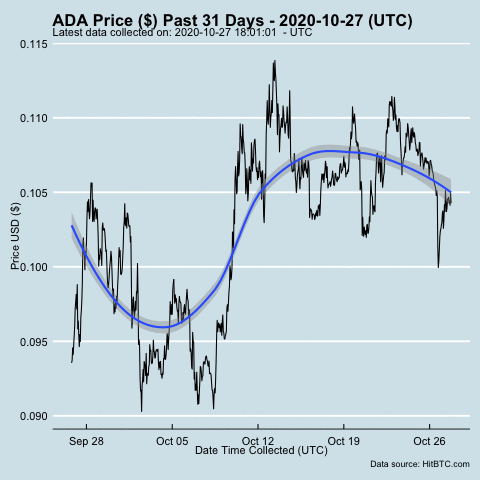 ADA Price ($) Past 31 Days - 2020-10-27 (UTC)
Latest data collected on: 2020-10-27 18:01:01 - UTC
0.115
0.110
0.105
0.100
0.095
0.090
Price USD ($)
Sep 28 Oct 05 Oct 12 Oct 19 Oct 26
Date Time Collected (UTC)
Data source: HitBTC.com